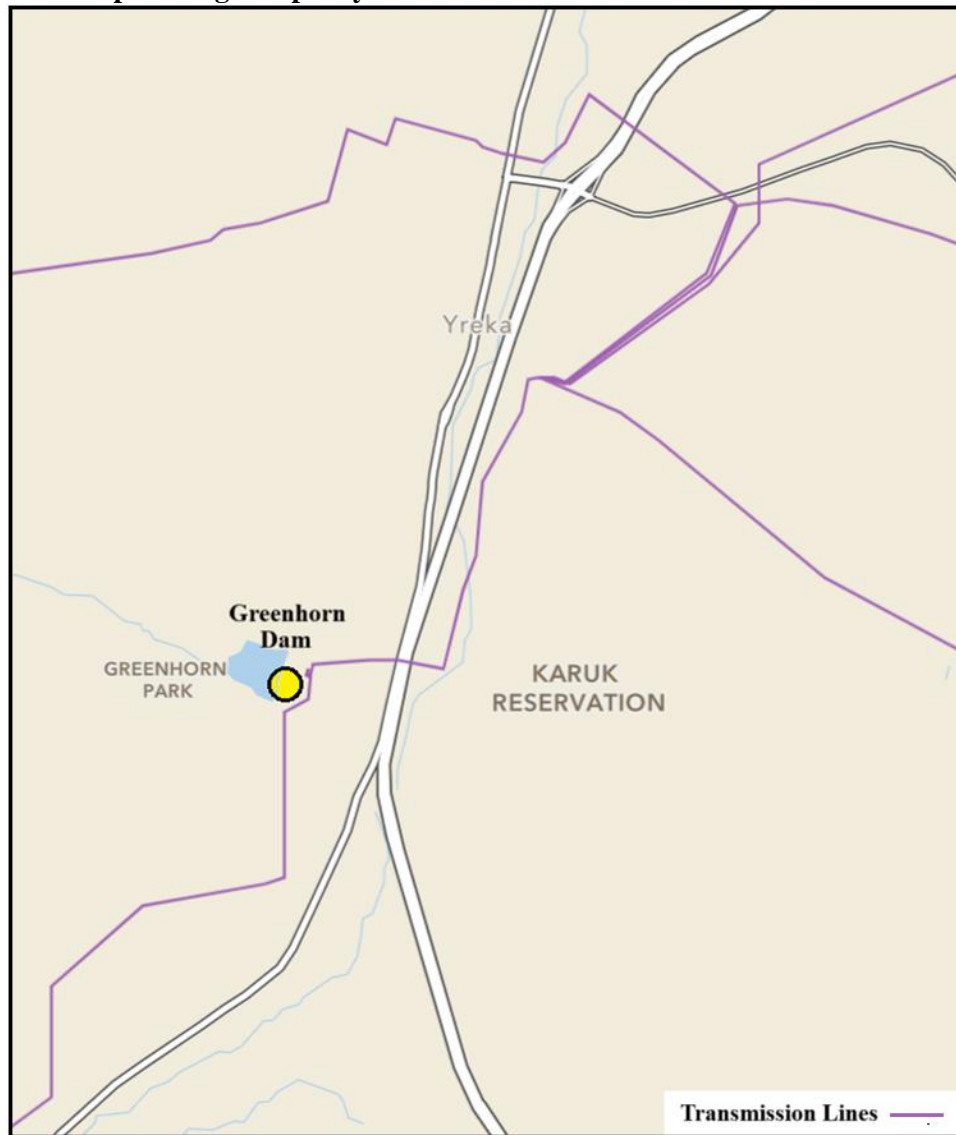 Yreka
Greenhorn
Dam
GREENHORN
PARK
KARUK
RESERVATION
Transmission Lines